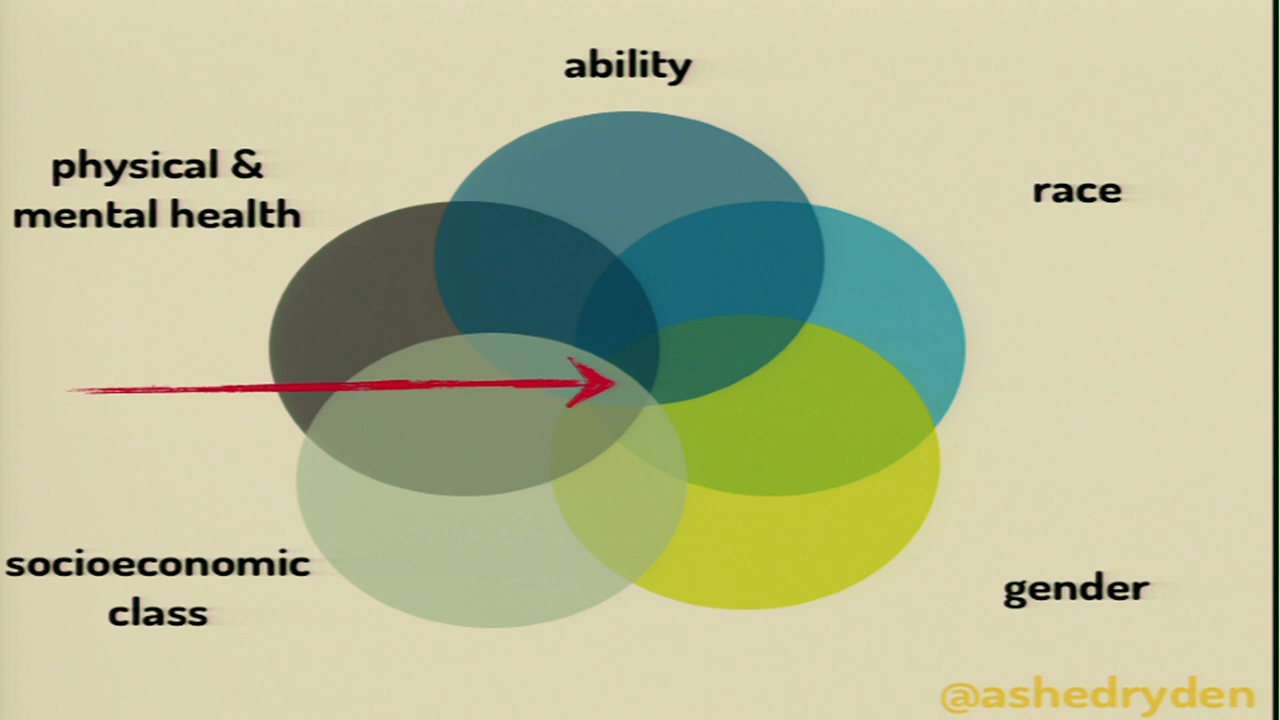 ability
physical &
mental health
race
socioeconomic
class
gender
@ashedryden